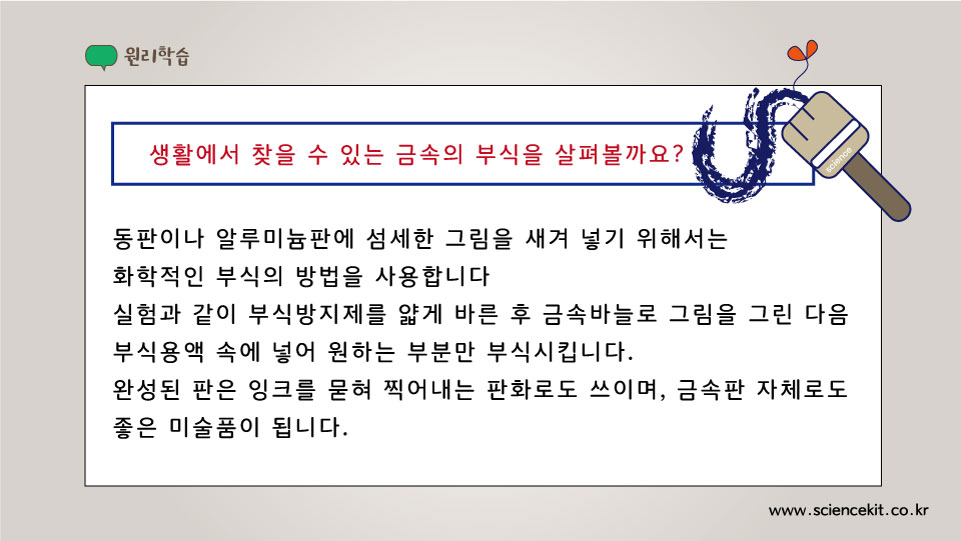 원리학습
생활에서 찾을 수 있는 금속의 부식을 살펴볼까요?
science
동판이나 알루미늄판에 섬세한 그림을 새겨 넣기 위해서는
화학적인 부식의 방법을 사용합니다
실험과 같이 부식방지제를 얇게 바른 후 금속바늘로 그림을 그린 다음
부식용액 속에 넣어 원하는 부분만 부식시킵니다.
완성된 판은 잉크를 묻혀 찍어내는 판화로도 쓰이며, 금속판 자체로도
좋은 미술품이 됩니다.
www.sciencekit.co.kr